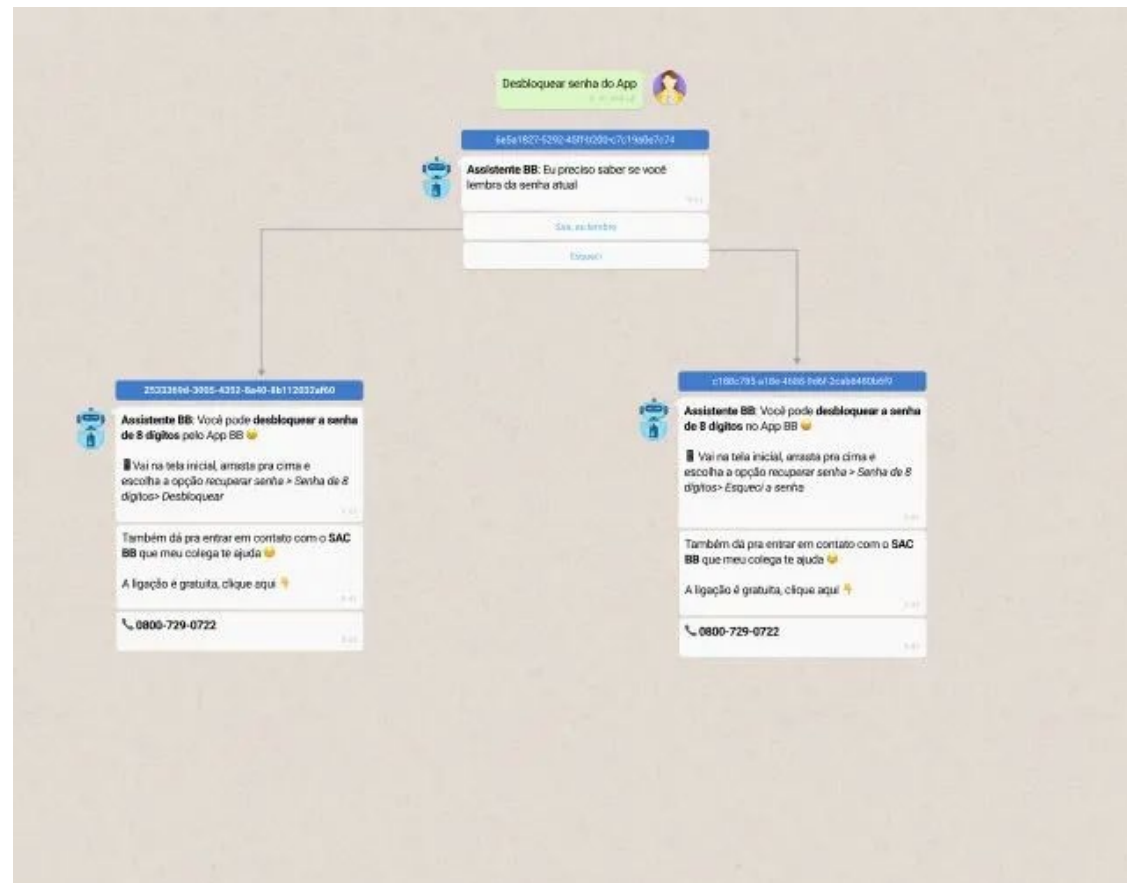 Desbloquear senha do App
Assistente BB: Eu preciso saber se você
lembra da senha atual
Sim, eu lembro
Esqueci
Assistente BB: Você pode desbloquear a senha
de 8 dígitos pelo App BB 😉
📱Vai na tela inicial, arrasta pra cima e
escolha a opção recuperar senha > Senha de 8
dígitos> Desbloquear
Também dá pra entrar em contato com o SAC
BB que meu colega te ajuda 😉
A ligação é gratuita, clique aqui 👇
📞 0800-729-0722
Assistente BB: Você pode desbloquear a senha
de 8 dígitos no App BB 😉
📱 Vai na tela inicial, arrasta pra cima e
escolha a opção recuperar senha > Senha de 8
dígitos> Esqueci a senha
Também dá pra entrar em contato com o SAC
BB que meu colega te ajuda 😉
A ligação é gratuita, clique aqui 👇
📞 0800-729-0722